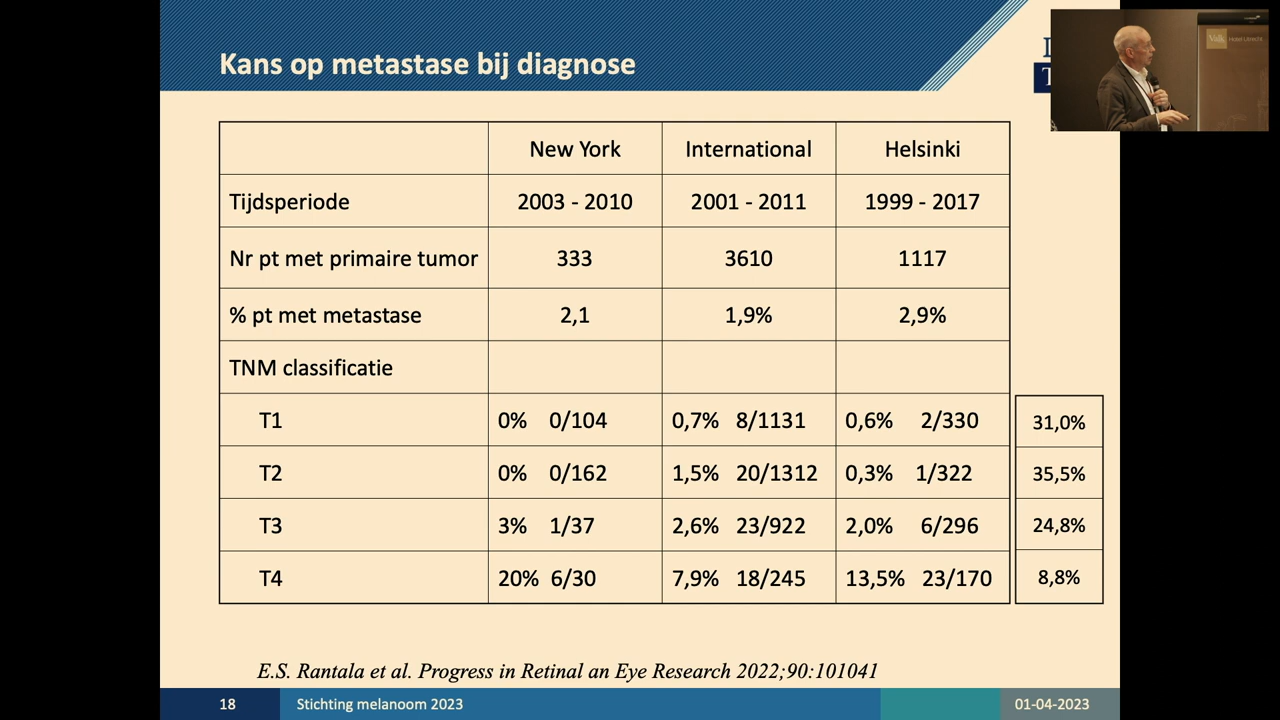 Kans op metastase bij diagnose
Valk Hotel Utrecht
New York International Helsinki
Tijdsperiode 2003 - 2010 2001 - 2011 1999 - 2017
Nr pt met primaire tumor 333 3610 1117
% pt met metastase 2,1 1,9% 2,9%
TNM classificatie
T1 0% 0/104 0,7% 8/1131 0,6% 2/330 31,0%
T2 0% 0/162 1,5% 20/1312 0,3% 1/322 35,5%
T3 3% 1/37 2,6% 23/922 2,0% 6/296 24,8%
T4 20% 6/30 7,9% 18/245 13,5% 23/170 8,8%
E.S. Rantala et al. Progress in Retinal an Eye Research 2022;90:101041
18 Stichting melanoom 2023 01-04-2023